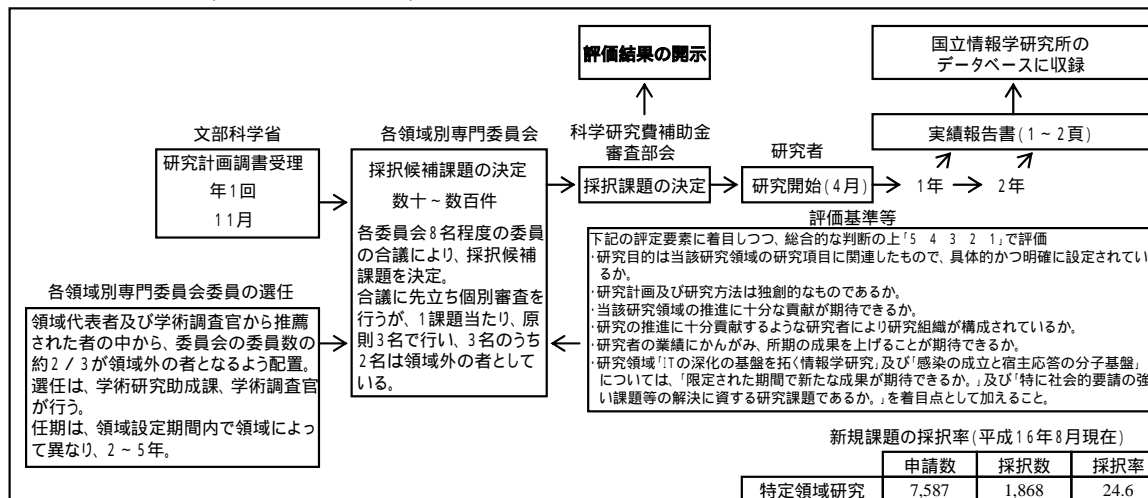 評価結果の開示
国立情報学研究所の
データベースに収録
文部科学省
研究計画調書受理
年1回
11月
各領域別専門委員会
採択候補課題の決定
数十～数百件
各委員会8名程度の委員
の合議により、採択候補
課題を決定。
合議に先立ち個別審査を
行うが、1課題当たり、原
則3名で行い、3名のうち
2名は領域外の者として
いる。
科学研究費補助金
審査部会
採択課題の決定
研究者
研究開始(4月)
実績報告書(1～2頁)
1年
2年
各領域別専門委員会委員の選任
領域代表者及び学術調査官から推薦
された者の中から、委員会の委員数の
約2/3が領域外の者となるよう配置。
選任は、学術研究助成課、学術調査官
が行う。
任期は、領域設定期間内で領域によっ
て異なり、2～5年。
評価基準等
下記の評定要素に着目しつつ、総合的な判断の上「5 4 3 2 1」で評価
・研究目的は当該研究領域の研究項目に関連したもので、具体的かつ明確に設定されてい
るか。
・研究計画及び研究方法は独創的なものであるか。
・当該研究領域の推進に十分な貢献が期待できるか。
・研究の推進に十分貢献するような研究者により研究組織が構成されているか。
・研究者の業績にかんがみ、所期の成果を上げることが期待できるか。
・研究領域「ITの深化の基盤を拓く情報学研究」及び「感染の成立と宿主応答の分子基盤」
については、「限定された期間で新たな成果が期待できるか。」及び「特に社会的要請の強
い課題等の解決に資する研究課題であるか。」を着目点として加えること。
新規課題の採択率(平成16年8月現在)
申請数 採択数 採択率
特定領域研究 7,587 1,868 24.6